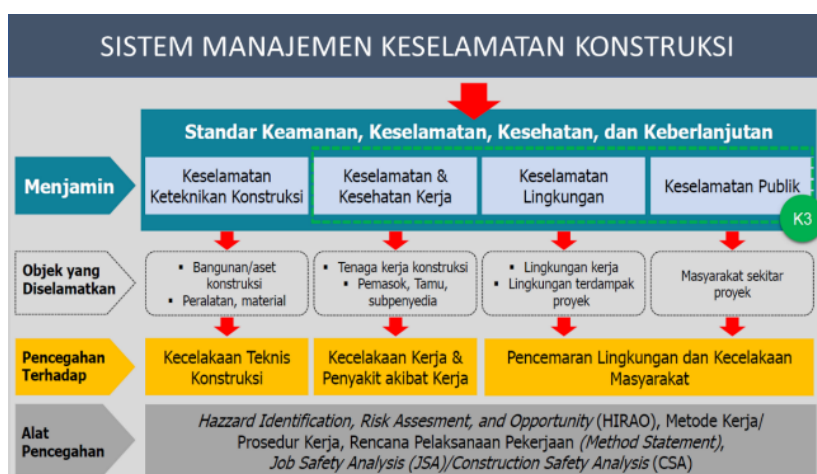 SISTEM MANAJEMEN KESELAMATAN KONSTRUKSI
Standar Keamanan, Keselamatan, Kesehatan, dan Keberlanjutan
Menjamin
Keselamatan
Keteknikan Konstruksi
Keselamatan &
Kesehatan Kerja
Keselamatan
Lingkungan
Keselamatan Publik
K3
Objek yang
Diselamatkan
▪ Bangunan/aset
konstruksi
▪ Peralatan, material
▪ Tenaga kerja konstruksi
▪ Pemasok, Tamu,
subpenyedia
▪ Lingkungan kerja
▪ Lingkungan terdampak
proyek
Masyarakat sekitar
proyek
Pencegahan
Terhadap
Kecelakaan Teknis
Konstruksi
Kecelakaan Kerja &
Penyakit akibat Kerja
Pencemaran Lingkungan dan Kecelakaan
Masyarakat
Alat
Pencegahan
Hazzard Identification, Risk Assesment, and Opportunity (HIRAO), Metode Kerja/
Prosedur Kerja, Rencana Pelaksanaan Pekerjaan (Method Statement),
Job Safety Analysis (JSA)/Construction Safety Analysis (CSA)